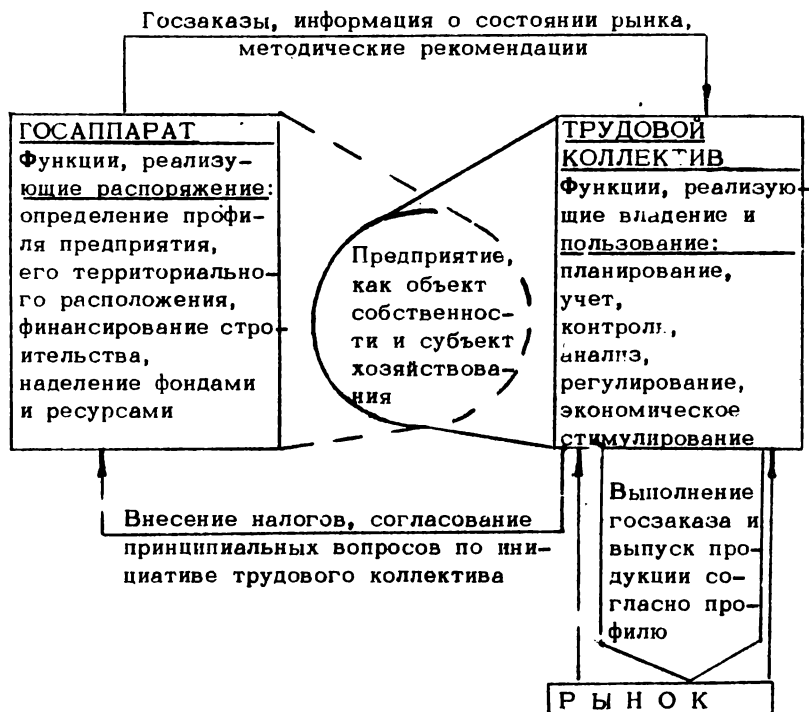 Госзаказы, информация о состоянии рынка,
методические рекомендации
ГОСАППАРАТ
Функции, реализу-
ющие распоряжение:
определение профи-
ля предприятия,
его территориально-
го расположения,
финансирование стро-
ительства,
наделение фондами
и ресурсами
Предприятие,
как объект
собственнос-
ти и субъект
хозяйствова-
ния
ТРУДОВОЙ
КОЛЛЕКТИВ
Функции, реализую-
щие владение и
пользование:
планирование,
учет,
контроль,
анализ,
регулирование,
экономическое
стимулирование
Внесение налогов, согласование
принципиальных вопросов по ини-
циативе трудового коллектива
Выполнение
госзаказа и
выпуск про-
дукции со-
гласно про-
филю
РЫНОК